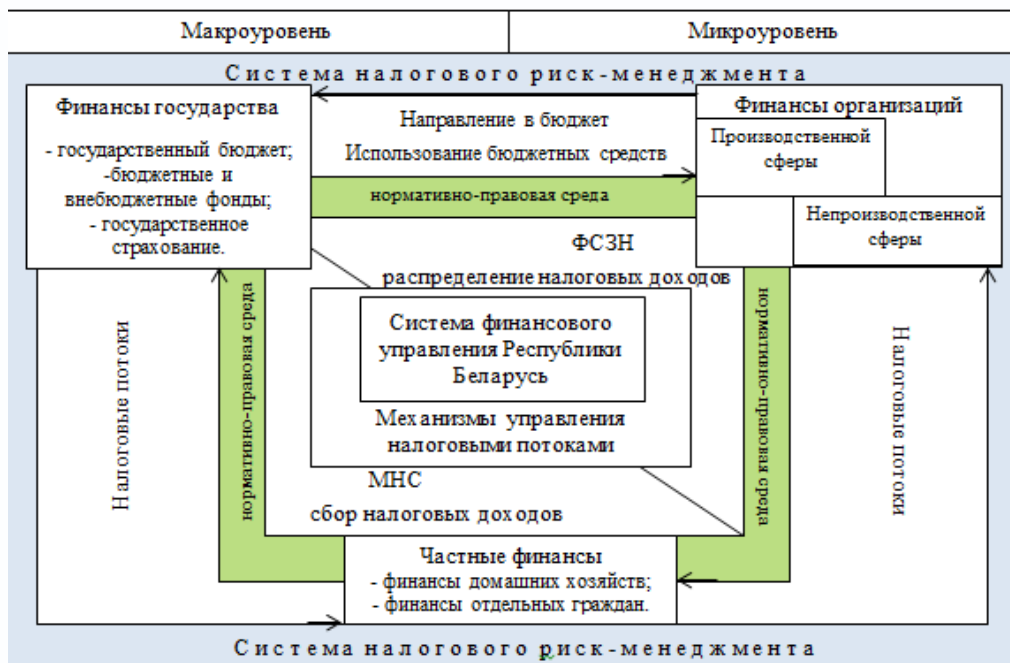 Макроуровень
Микроуровень
Система налогового риск-менеджмента
Финансы государства
- государственный бюджет;
-бюджетные и
внебюджетные фонды;
- государственное
страхование.
Направление в бюджет
Использование бюджетных средств
нормативно-правовая среда
Финансы организаций
Производственной
сферы
Непроизводственной
сферы
ФСЗН
распределение налоговых доходов
Налоговые потоки
нормативно-правовая среда
Система финансового
управления Республики
Беларусь
Механизмы управления
налоговыми потоками
нормативно-правовая среда
Налоговые потоки
МНС
сбор налоговых доходов
Частные финансы
- финансы домашних хозяйств;
- финансы отдельных граждан.
Система налогового риск-менеджмента